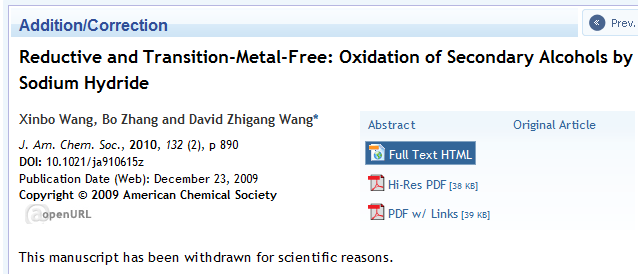 Addition/Correction
Prev.
Reductive and Transition-Metal-Free: Oxidation of Secondary Alcohols by
Sodium Hydride
Xinbo Wang, Bo Zhang and David Zhigang Wang*
J. Am. Chem. Soc., 2010, 132 (2), p 890
DOI: 10.1021/ja910615z
Publication Date (Web): December 23, 2009
Copyright © 2009 American Chemical Society
openURL
Abstract
Original Article
Full Text HTML
Hi-Res PDF [38 KB]
PDF w/ Links [39 KB]
This manuscript has been withdrawn for scientific reasons.